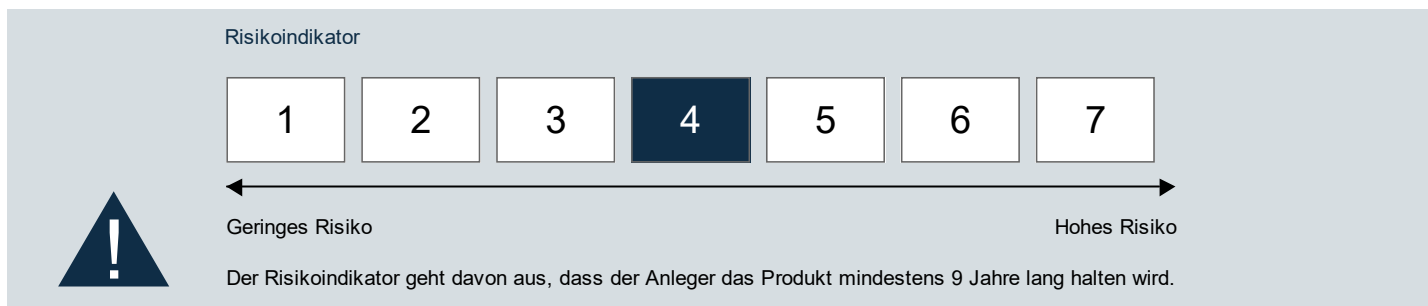 Risikoindikator
1 2 3 4 5 6 7
Geringes Risiko Hohes Risiko
!
Der Risikoindikator geht davon aus, dass der Anleger das Produkt mindestens 9 Jahre lang halten wird.